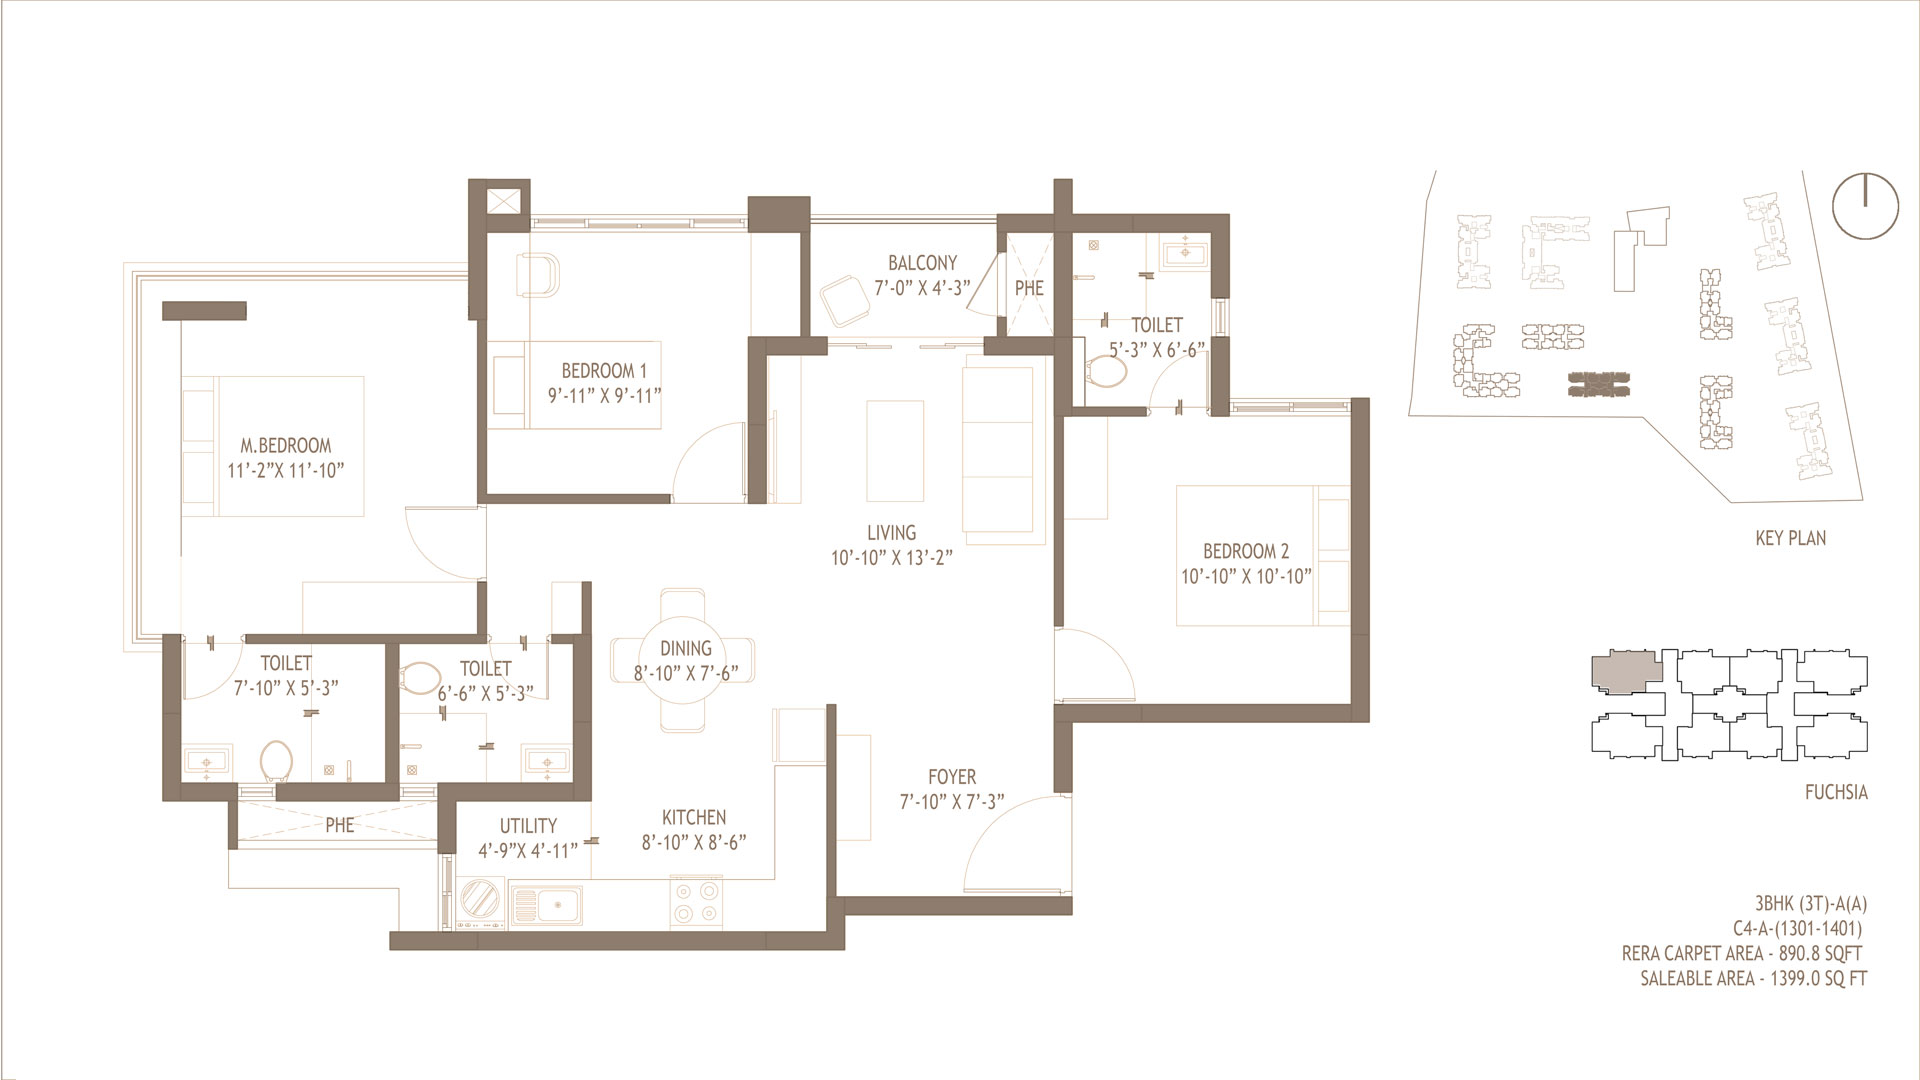 BALCONY
7’-0” X 4’-3”
PHE
TOILET
5’-3” X 6’-6”
BEDROOM 1
9’-11” X 9’-11”
M.BEDROOM
11’-2”X 11’-10”
LIVING
10’-10” X 13’-2”
BEDROOM 2
10’-10” X 10’-10”
DINING
8’-10” X 7’-6”
TOILET
7’-10” X 5’-3”
TOILET
6’-6” X 5’-3”
FOYER
7’-10” X 7’-3”
KITCHEN
8’-10” X 8’-6”
UTILITY
4’-9”X 4’-11”
PHE
KEY PLAN
FUCHSIA
3BHK (3T)-A(A)
C4-A-(1301-1401)
RERA CARPET AREA - 890.8 SQFT
SALEABLE AREA - 1399.0 SQ FT